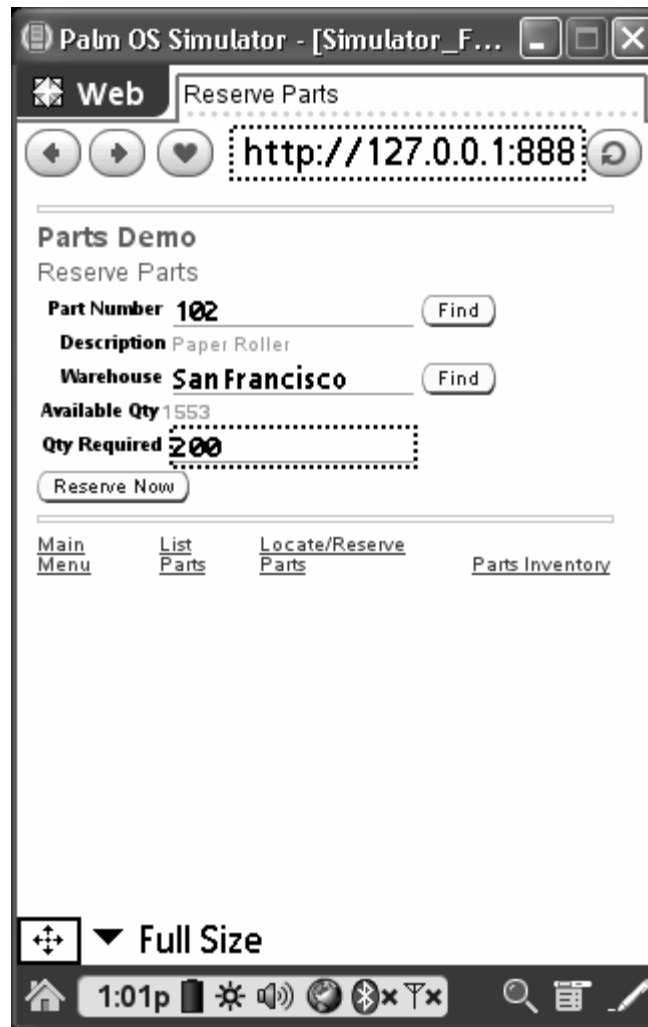 Palm OS Simulator - [Simulator_F...
Web Reserve Parts
http://127.0.0.1:888
Parts Demo
Reserve Parts
Part Number 102 Find
Description Paper Roller
Warehouse San Francisco Find
Available Qty 1553
Qty Required 200
Reserve Now
Main Menu List Parts Locate/Reserve Parts Parts Inventory
Full Size
1:01p